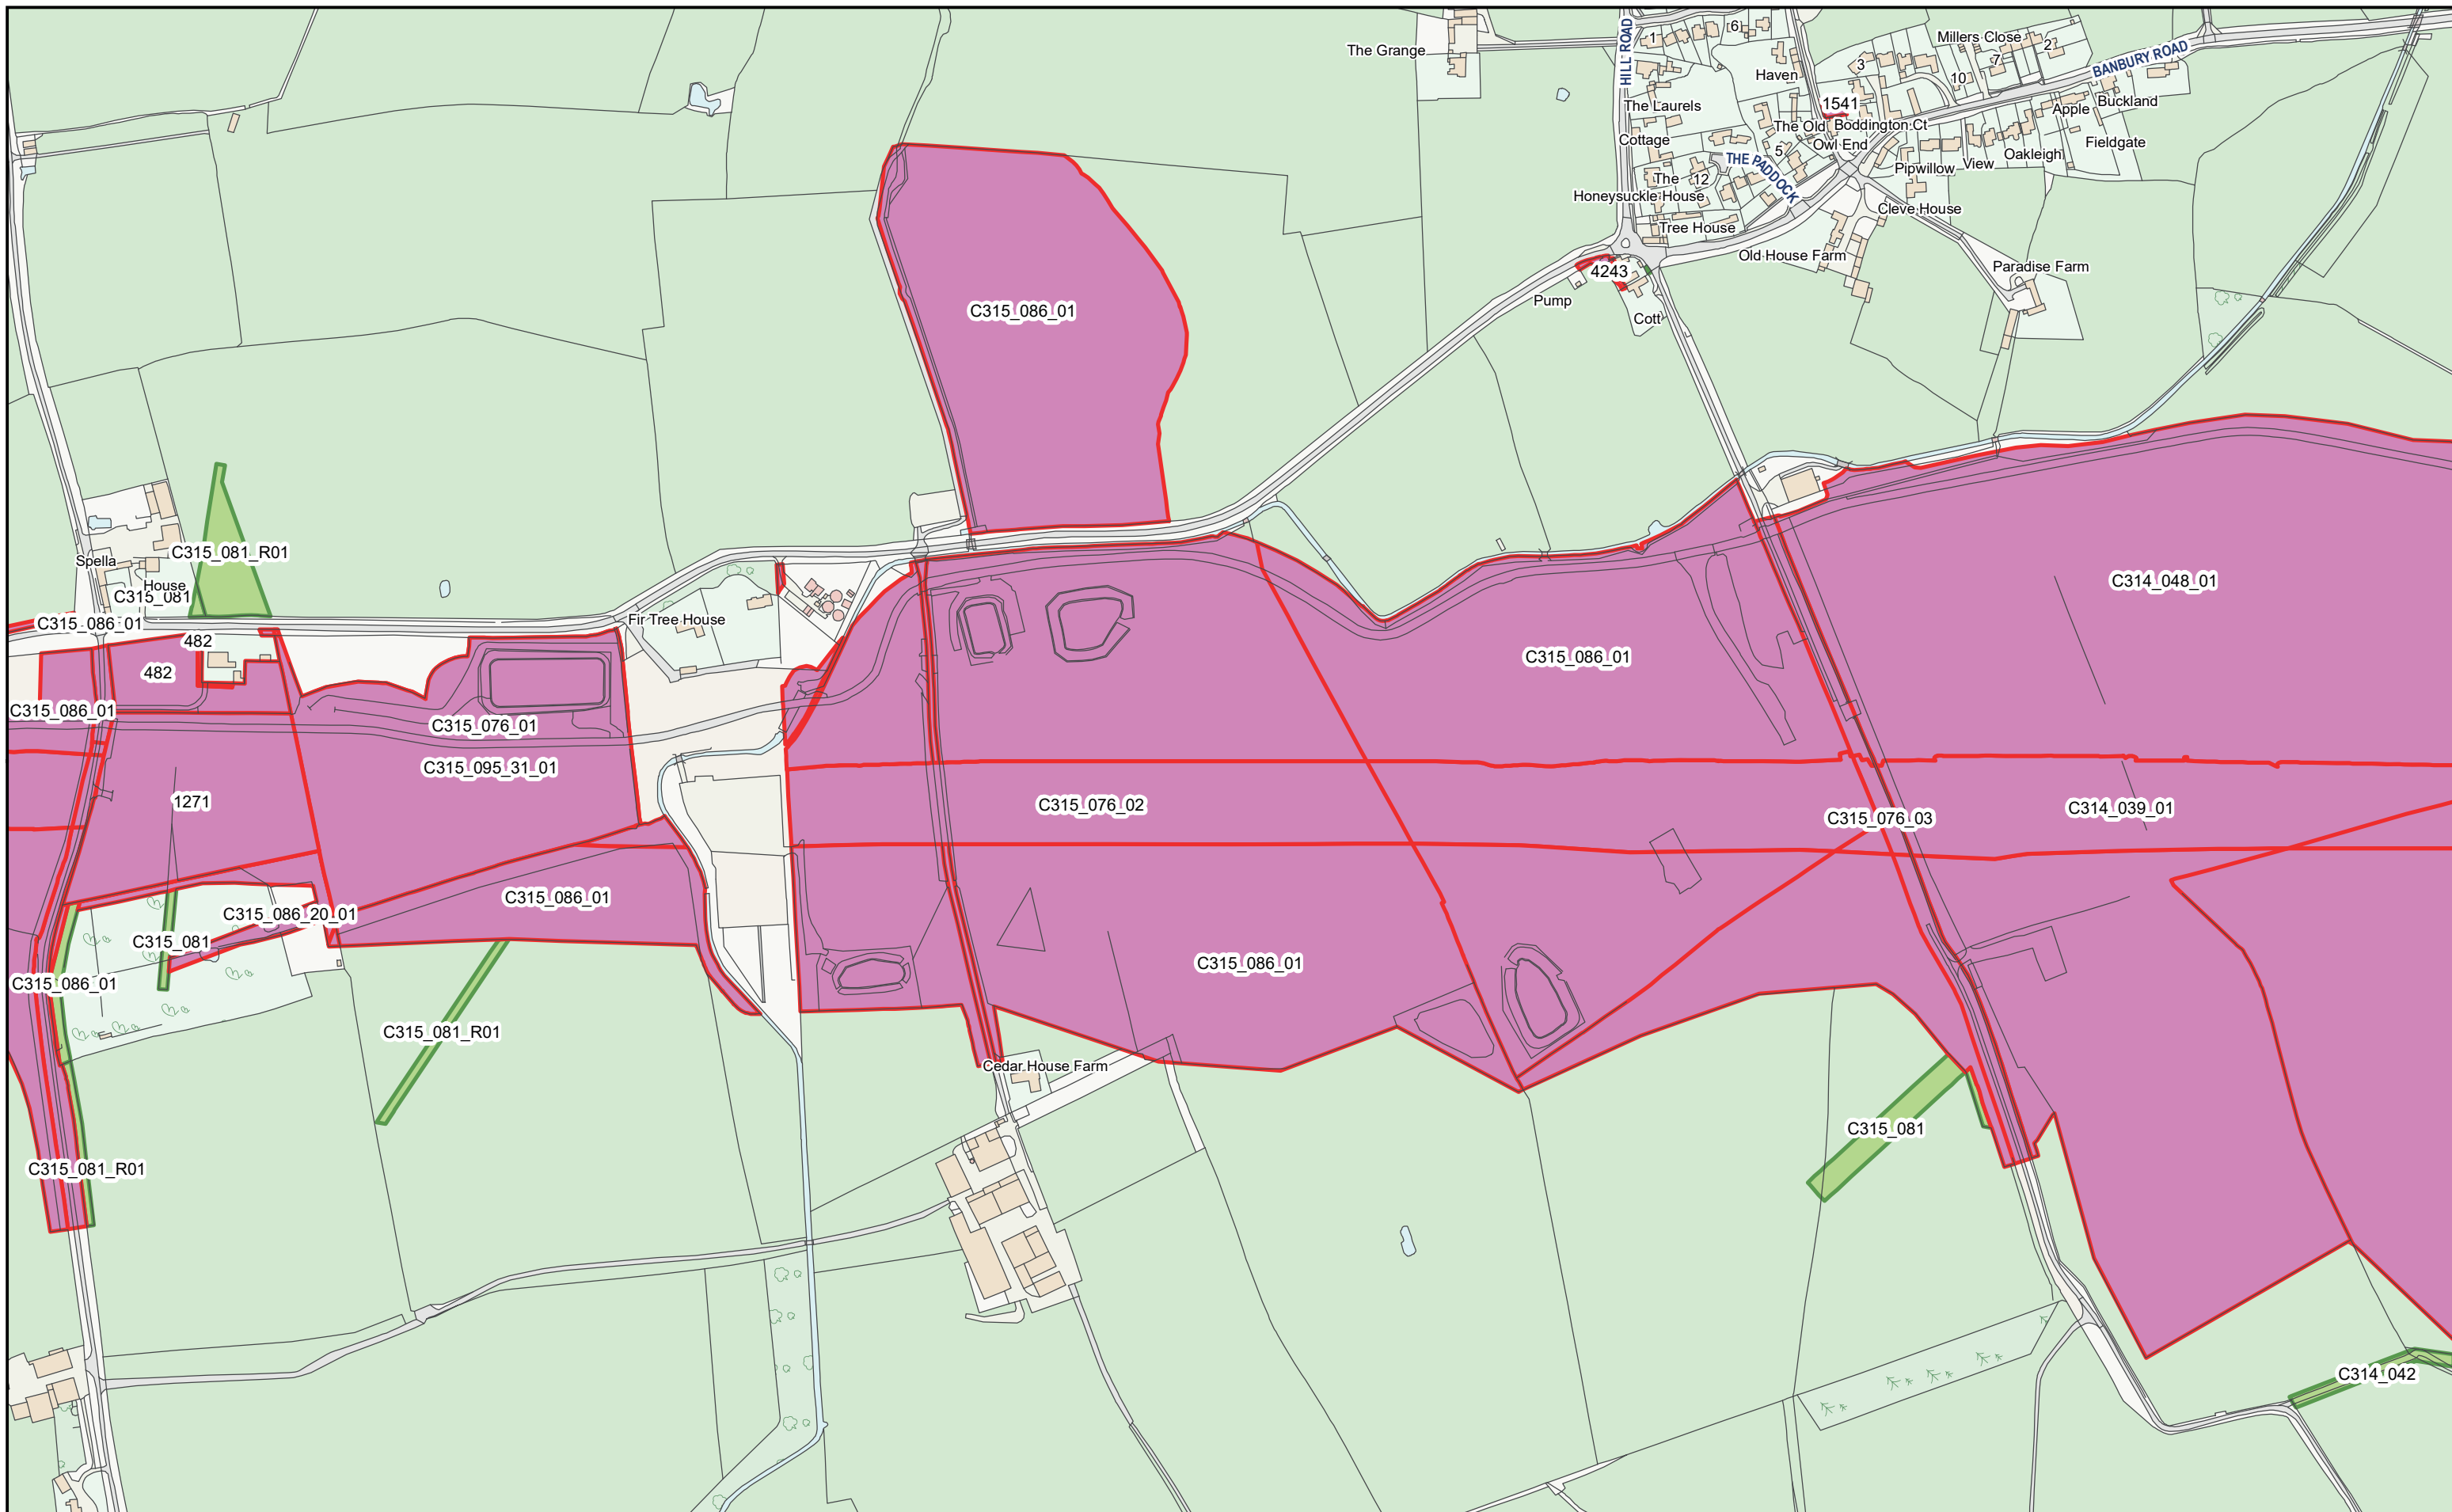 HILL ROAD
The Grange
1
6
Millers Close
2
7
3
Haven
10
BANBURY ROAD
The Laurels
1541
Apple
Buckland
The Old
Boddington Ct
Cottage
Owl End
Fieldgate
THE PADDOCK
5
Oakleigh
View
Pipwillow
The
12
Honeysuckle House
Cleve House
Tree House
Old House Farm
Paradise Farm
4243
Pump
Cott
C315_086_01
C315_081_R01
Spella
House
C315_081
C314_048_01
C315_086_01
Fir Tree House
482
C315_086_01
482
C315_086_01
C315_076_01
C315_095_31_01
1271
C315_076_02
C314_039_01
C315_076_03
C315_086_01
C315_086_20_01
C315_081
C315_086_01
C315_086_01
C315_081_R01
Cedar House Farm
C315_081
C315_081_R01
C314_042